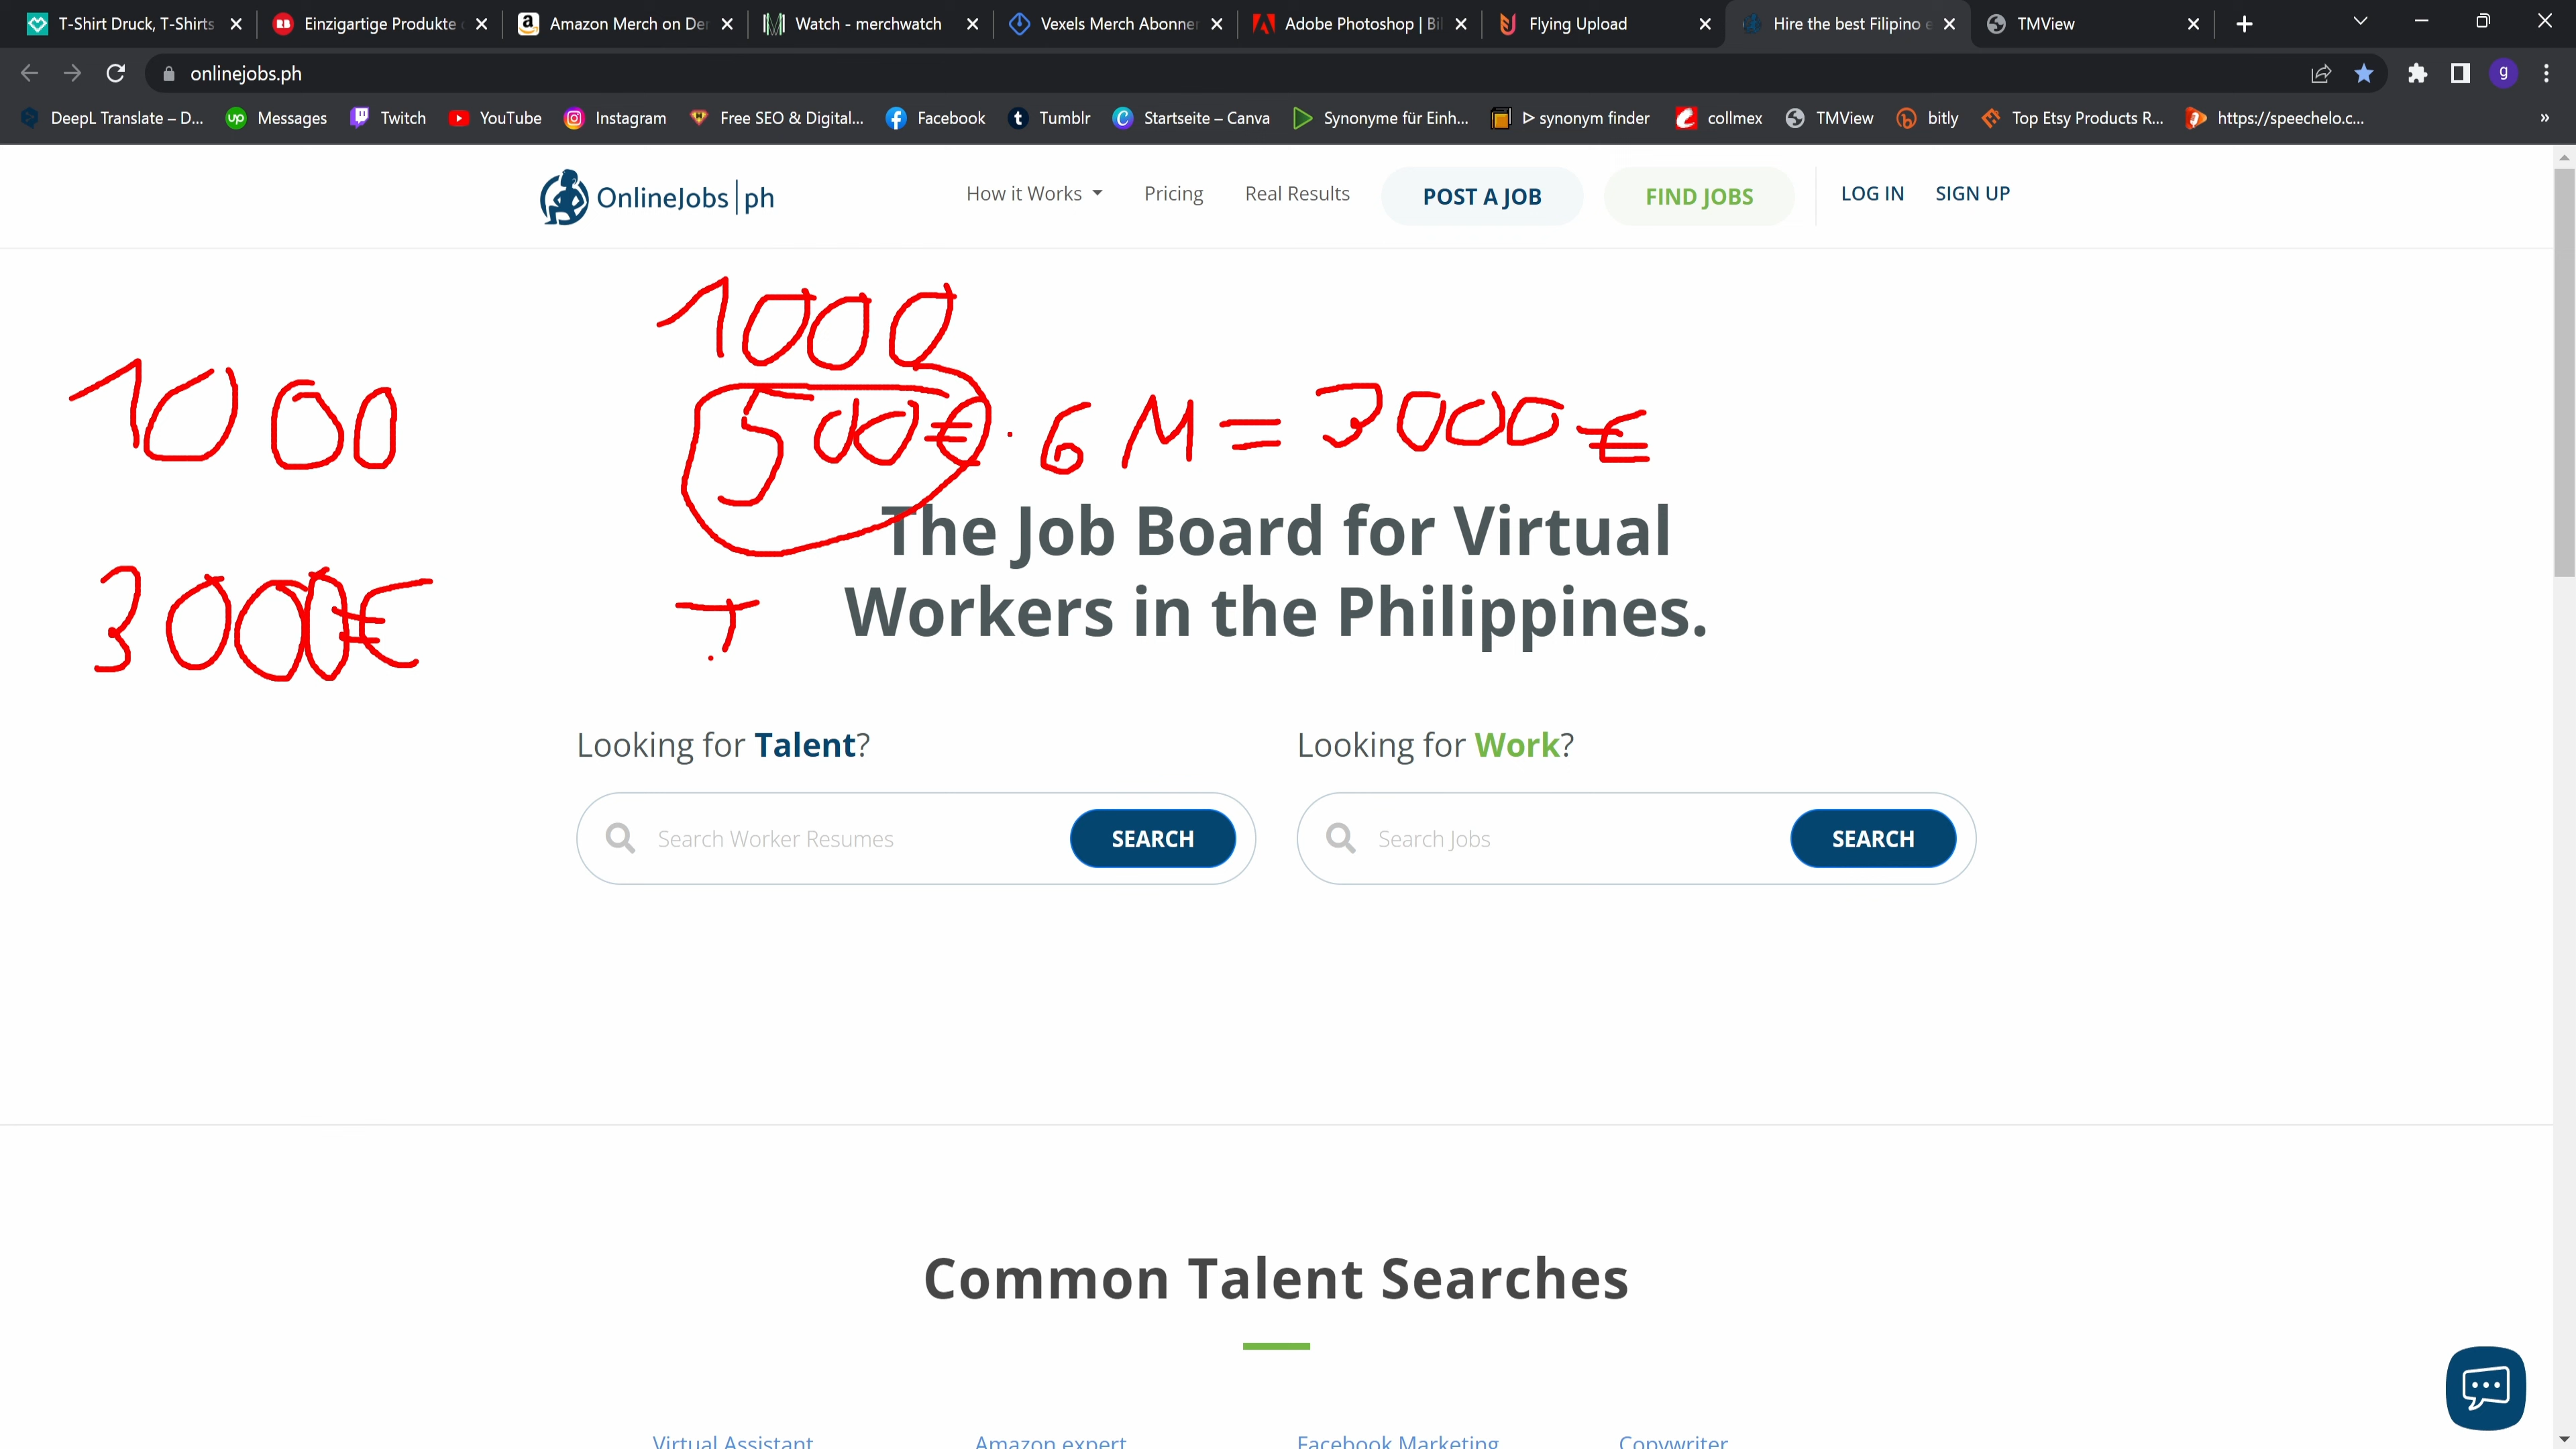 T-Shirt Druck, T-Shirts
Einzigartige Produkte
Amazon Merch on De
Watch - merchwatch
Vexels Merch Abonne
Adobe Photoshop | Bi
Flying Upload
Hire the best Filipino e
TMView
onlinejobs.ph
g
DeepL Translate – D...
up Messages
Twitch
YouTube
Instagram
Free SEO & Digital...
Facebook
Tumblr
Startseite – Canva
Synonyme für Einh...
ᐅ synonym finder
collmex
TMView
bitly
Top Etsy Products R...
https://speechelo.c...
»
OnlineJobs|ph
How it Works
Pricing
Real Results
POST A JOB
FIND JOBS
LOG IN
SIGN UP
1000
1000
500€ · 6 M = 3000€
3000€
The Job Board for Virtual
Workers in the Philippines.
Looking for Talent?
Search Worker Resumes
SEARCH
Looking for Work?
Search Jobs
SEARCH
Common Talent Searches
Virtual Assistant
Amazon expert
Facebook Marketing
Copywriter